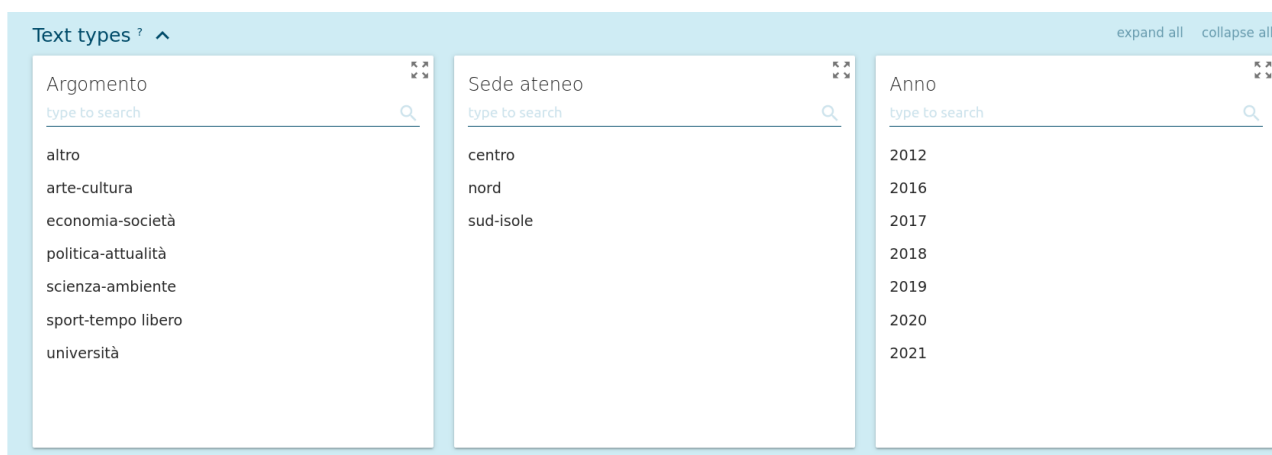 Text types ?
expand all
collapse all
Argomento
type to search
altro
arte-cultura
economia-società
politica-attualità
scienza-ambiente
sport-tempo libero
università
Sede ateneo
type to search
centro
nord
sud-isole
Anno
type to search
2012
2016
2017
2018
2019
2020
2021